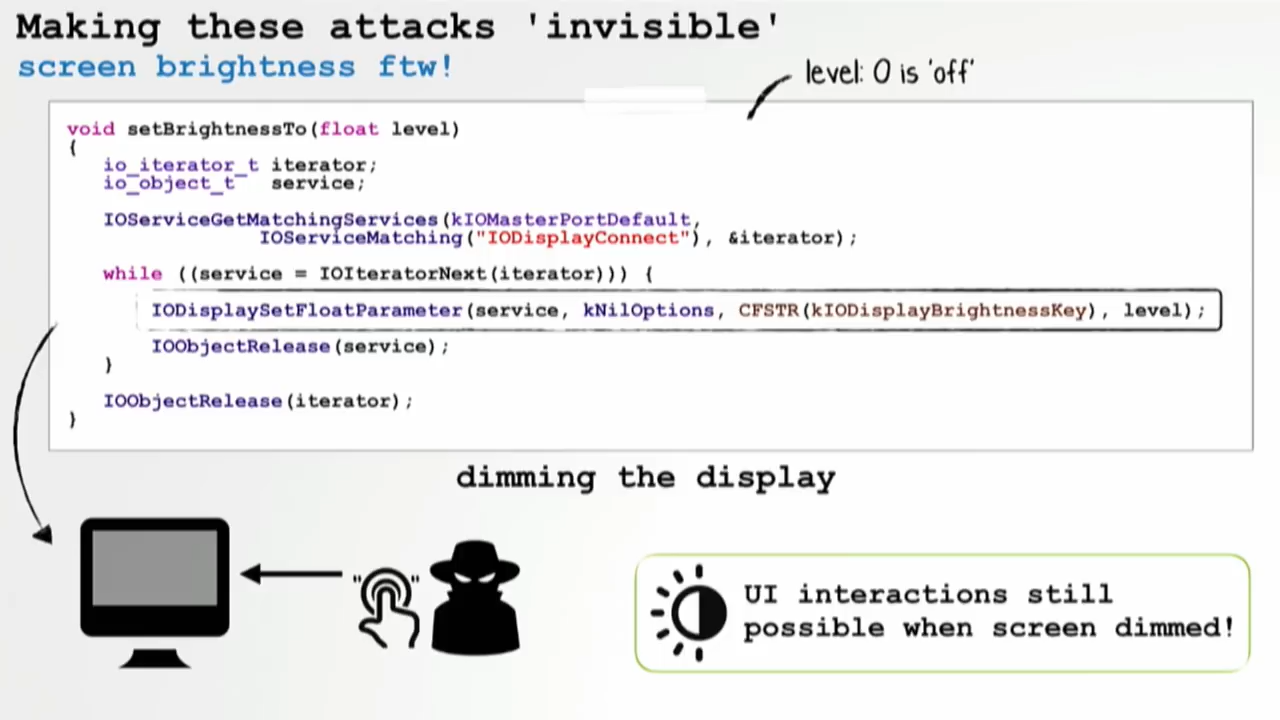 Making these attacks 'invisible'
screen brightness ftw!
level: 0 is 'off'
void setBrightnessTo(float level)
{
io_iterator_t iterator;
io_object_t service;
IOServiceGetMatchingServices(kIOMasterPortDefault,
IOServiceMatching("IODisplayConnect"), &iterator);
while ((service = IOIteratorNext(iterator))) {
IODisplaySetFloatParameter(service, kNilOptions, CFSTR(kIODisplayBrightnessKey), level);
IOObjectRelease(service);
}
IOObjectRelease(iterator);
}
dimming the display
" "
UI interactions still
possible when screen dimmed!